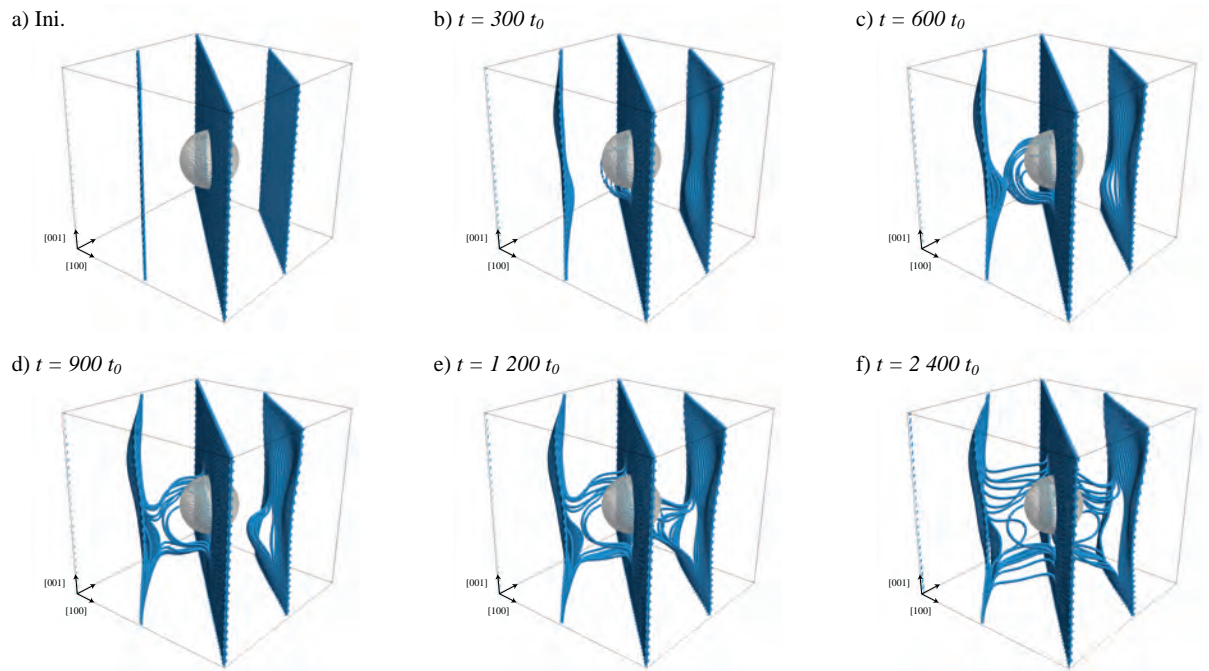 a) Ini.
b) t = 300 t0
c) t = 600 t0
[001]
[100]
[001]
[100]
[001]
[100]
d) t = 900 t0
e) t = 1 200 t0
f) t = 2 400 t0
[001]
[100]
[001]
[100]
[001]
[100]